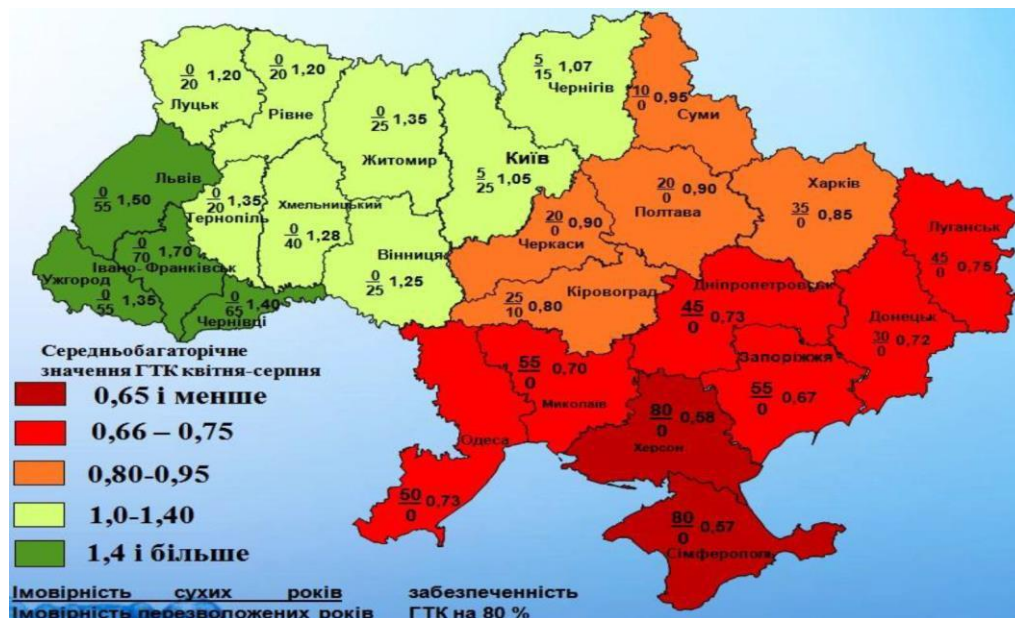 0/20 1,20
Луцьк
0/20 1,20
Рівне
0/25 1,35
Житомир
5/15 1,07
Чернігів
10/0 0,95
Суми
Київ
5/25 1,05
Львів
0/55 1,50
0/20 1,35
Тернопіль
Хмельницький
0/40 1,28
Вінниця
0/25 1,25
20/0 0,90
Черкаси
20/0 0,90
Полтава
Харків
35/0 0,85
Луганськ
45/0 0,75
0/70 1,70
Івано-Франківськ
Ужгород
0/55 1,35
0/65 1,40
Чернівці
Кіровоград
25/10 0,80
Дніпропетровськ
45/0 0,73
Донецьк
30/0 0,72
Запоріжжя
55/0 0,67
55/0 0,70
Миколаїв
Одеса
50/0 0,73
80/0 0,58
Херсон
80/0 0,57
Сімферополь
Середньобагаторічне
значення ГТК квітня-серпня
0,65 і менше
0,66 – 0,75
0,80-0,95
1,0-1,40
1,4 і більше
Імовірність сухих років забезпеченність
Імовірність перезволожених років ГТК на 80 %